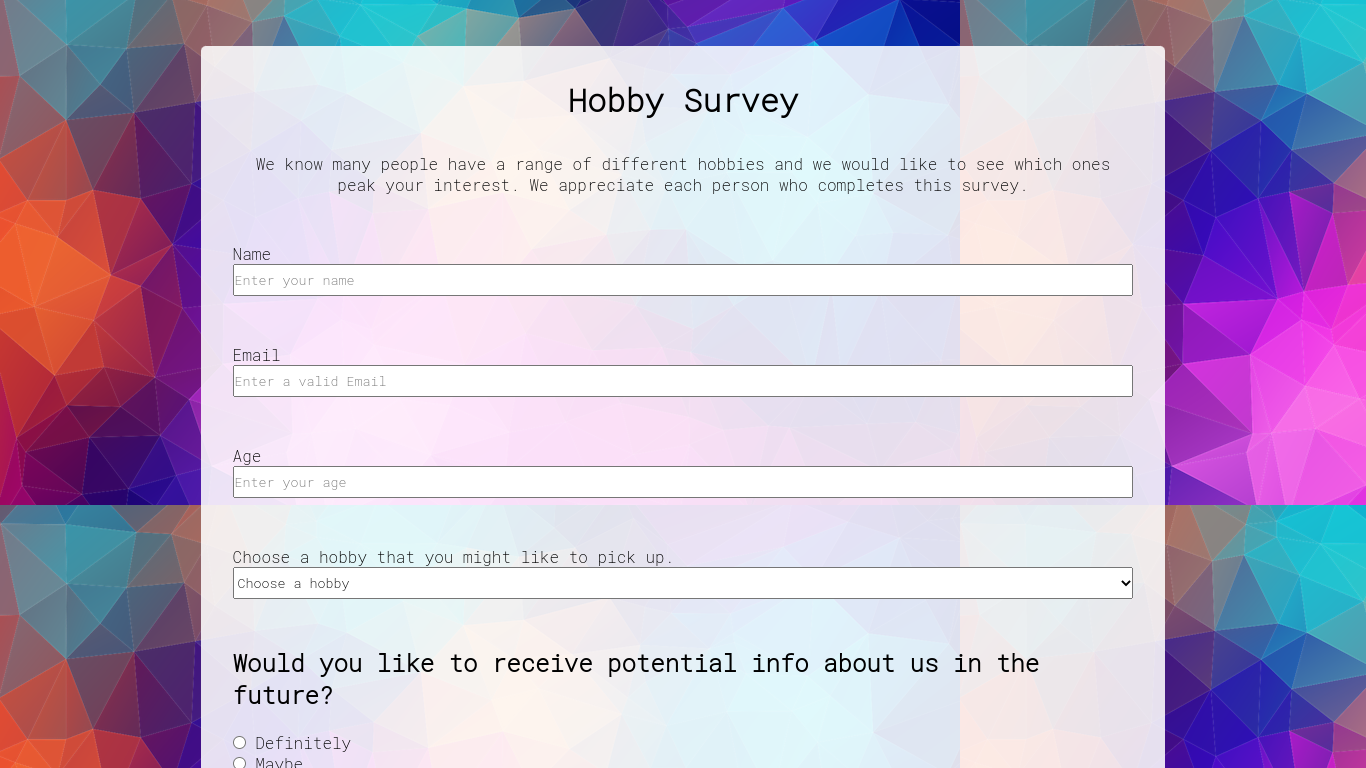 Hobby Survey
We know many people have a range of different hobbies and we would like to see which ones
peak your interest. We appreciate each person who completes this survey.
Name
Enter your name
Email
Enter a valid Email
Age
Enter your age
Choose a hobby that you might like to pick up.
Choose a hobby
Would you like to receive potential info about us in the
future?
Definitely
Maybe